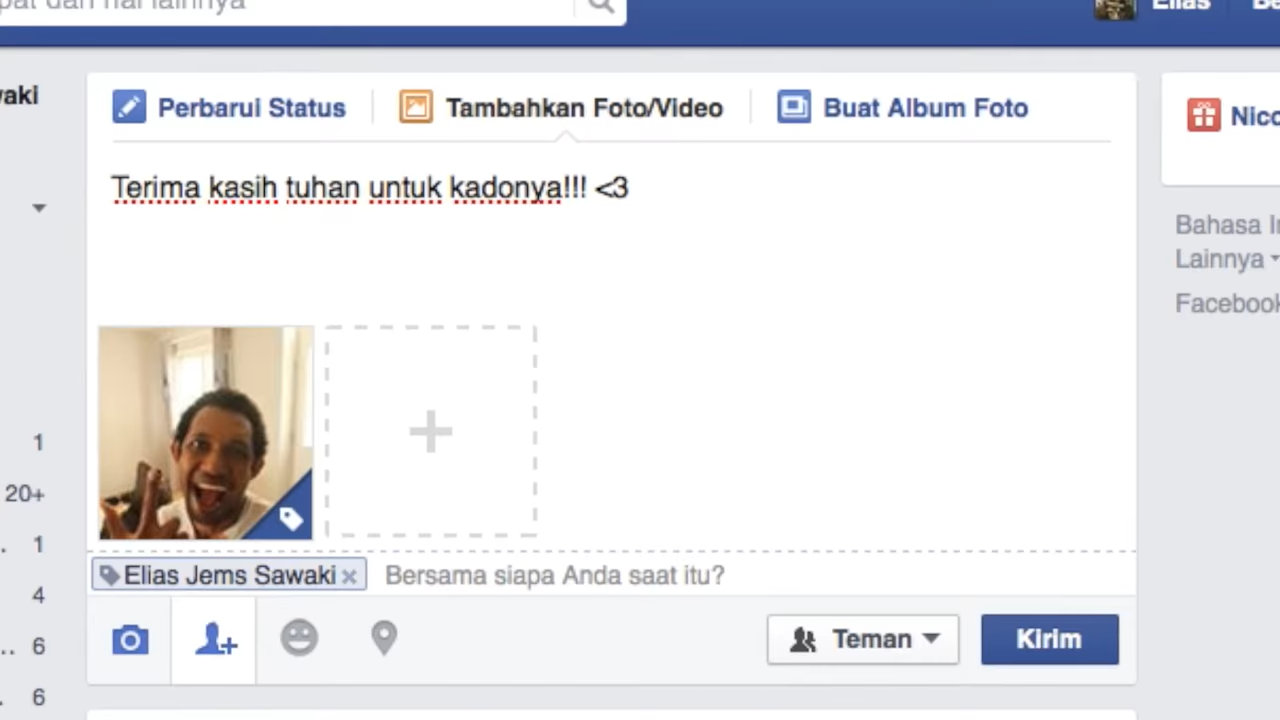 Elias
Perbarui Status
Tambahkan Foto/Video
Buat Album Foto
Terima kasih tuhan untuk kadonya!!! <3
Bahasa
Lainnya
Facebook
1
20+
1
4
6
6
Elias Jems Sawaki
Bersama siapa Anda saat itu?
Teman
Kirim